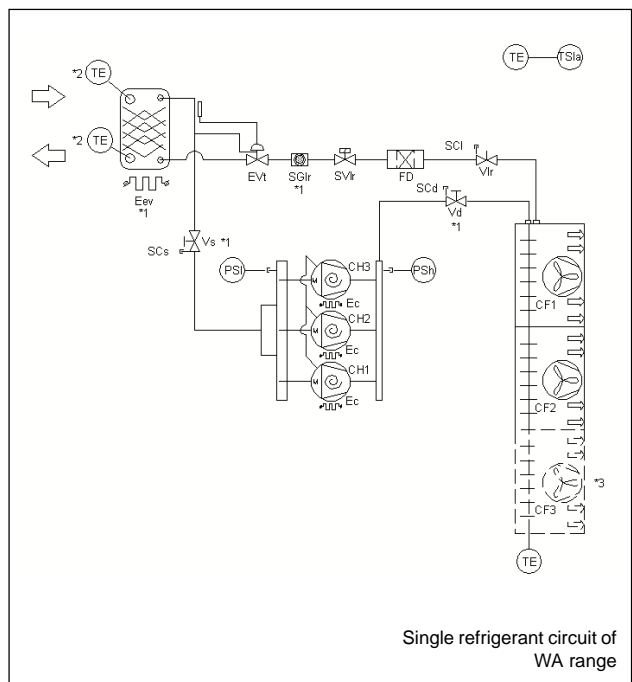 TE
TSla
*2
TE
*2
TE
Eev
*1
EVt
SGlr
*1
SVlr
FD
SCl
Vlr
SCd
Vd
*1
SCs
Vs *1
PSl
CH3
PSh
M
Ec
CH2
M
Ec
CH1
M
Ec
CF1
CF2
*3
CF3
TE
Single refrigerant circuit of
WA range